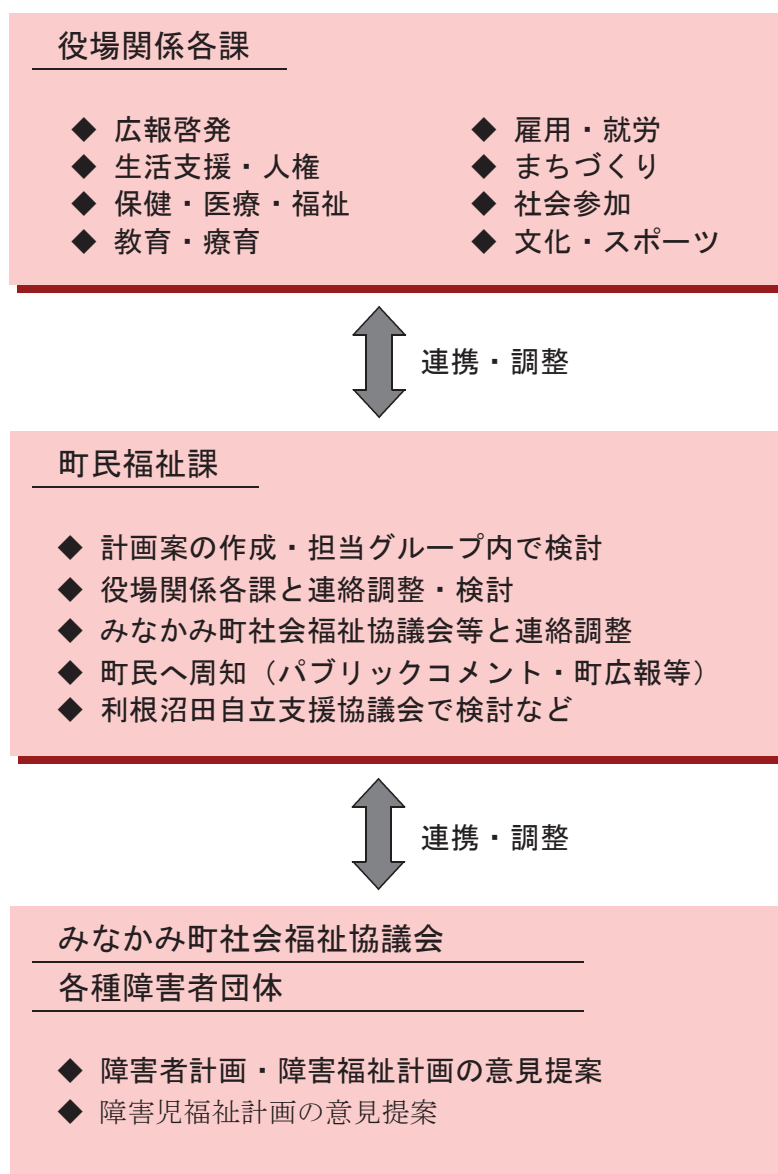 役場関係各課
◆ 広報啓発
◆ 生活支援・人権
◆ 保健・医療・福祉
◆ 教育・療育
◆ 雇用・就労
◆ まちづくり
◆ 社会参加
◆ 文化・スポーツ
連携・調整
町民福祉課
◆ 計画案の作成・担当グループ内で検討
◆ 役場関係各課と連絡調整・検討
◆ みなかみ町社会福祉協議会等と連絡調整
◆ 町民へ周知（パブリックコメント・町広報等）
◆ 利根沼田自立支援協議会で検討など
連携・調整
みなかみ町社会福祉協議会
各種障害者団体
◆ 障害者計画・障害福祉計画の意見提案
◆ 障害児福祉計画の意見提案